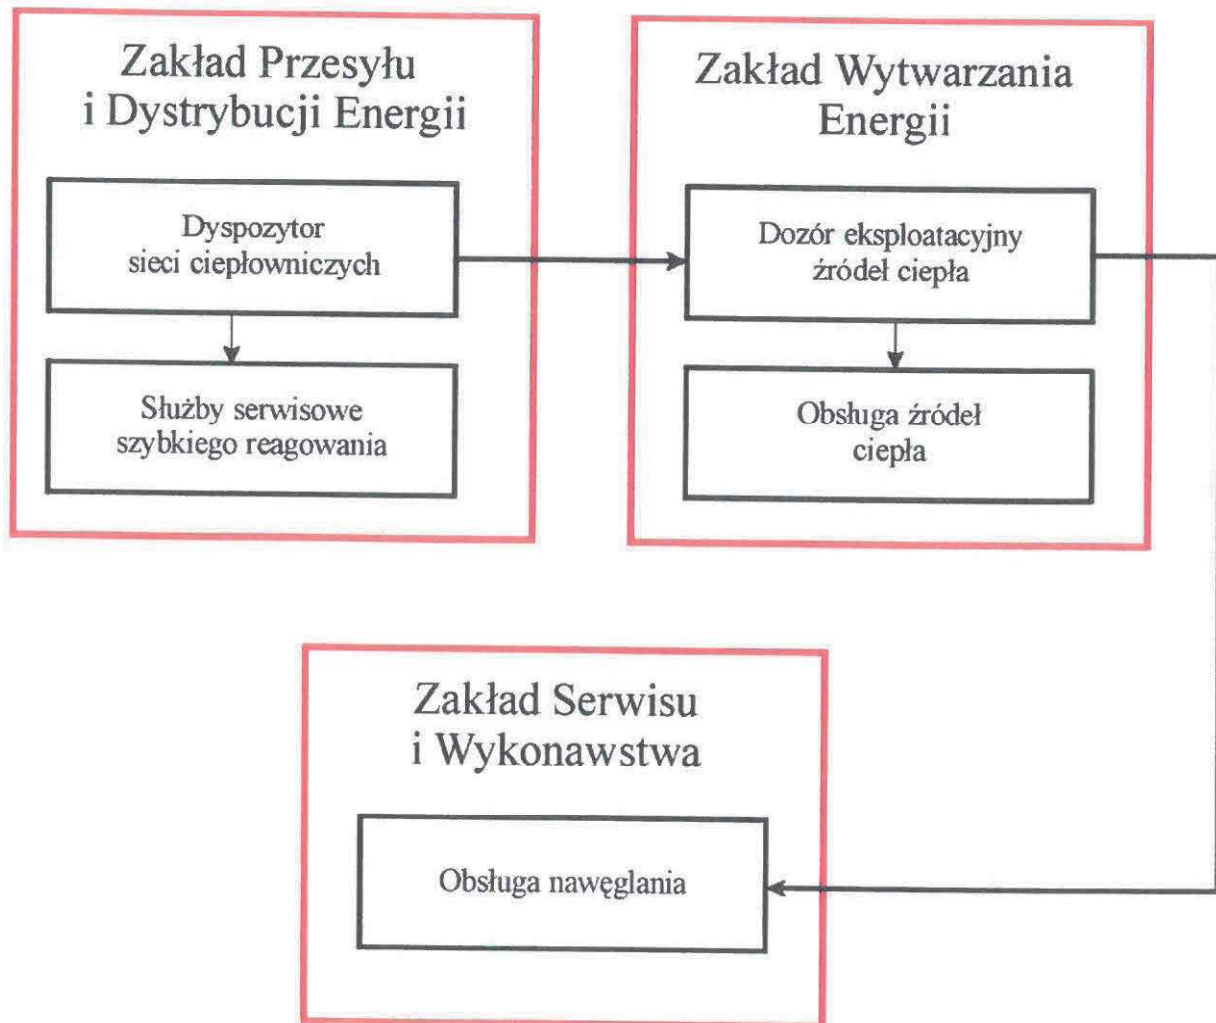 Zakład Przesyłu
i Dystrybucji Energii
Dyspozytor
sieci ciepłowniczych
Służby serwisowe
szybkiego reagowania
Zakład Wytwarzania
Energii
Dozór eksploatacyjny
źródeł ciepła
Obsługa źródeł
ciepła
Zakład Serwisu
i Wykonawstwa
Obsługa nawęglania